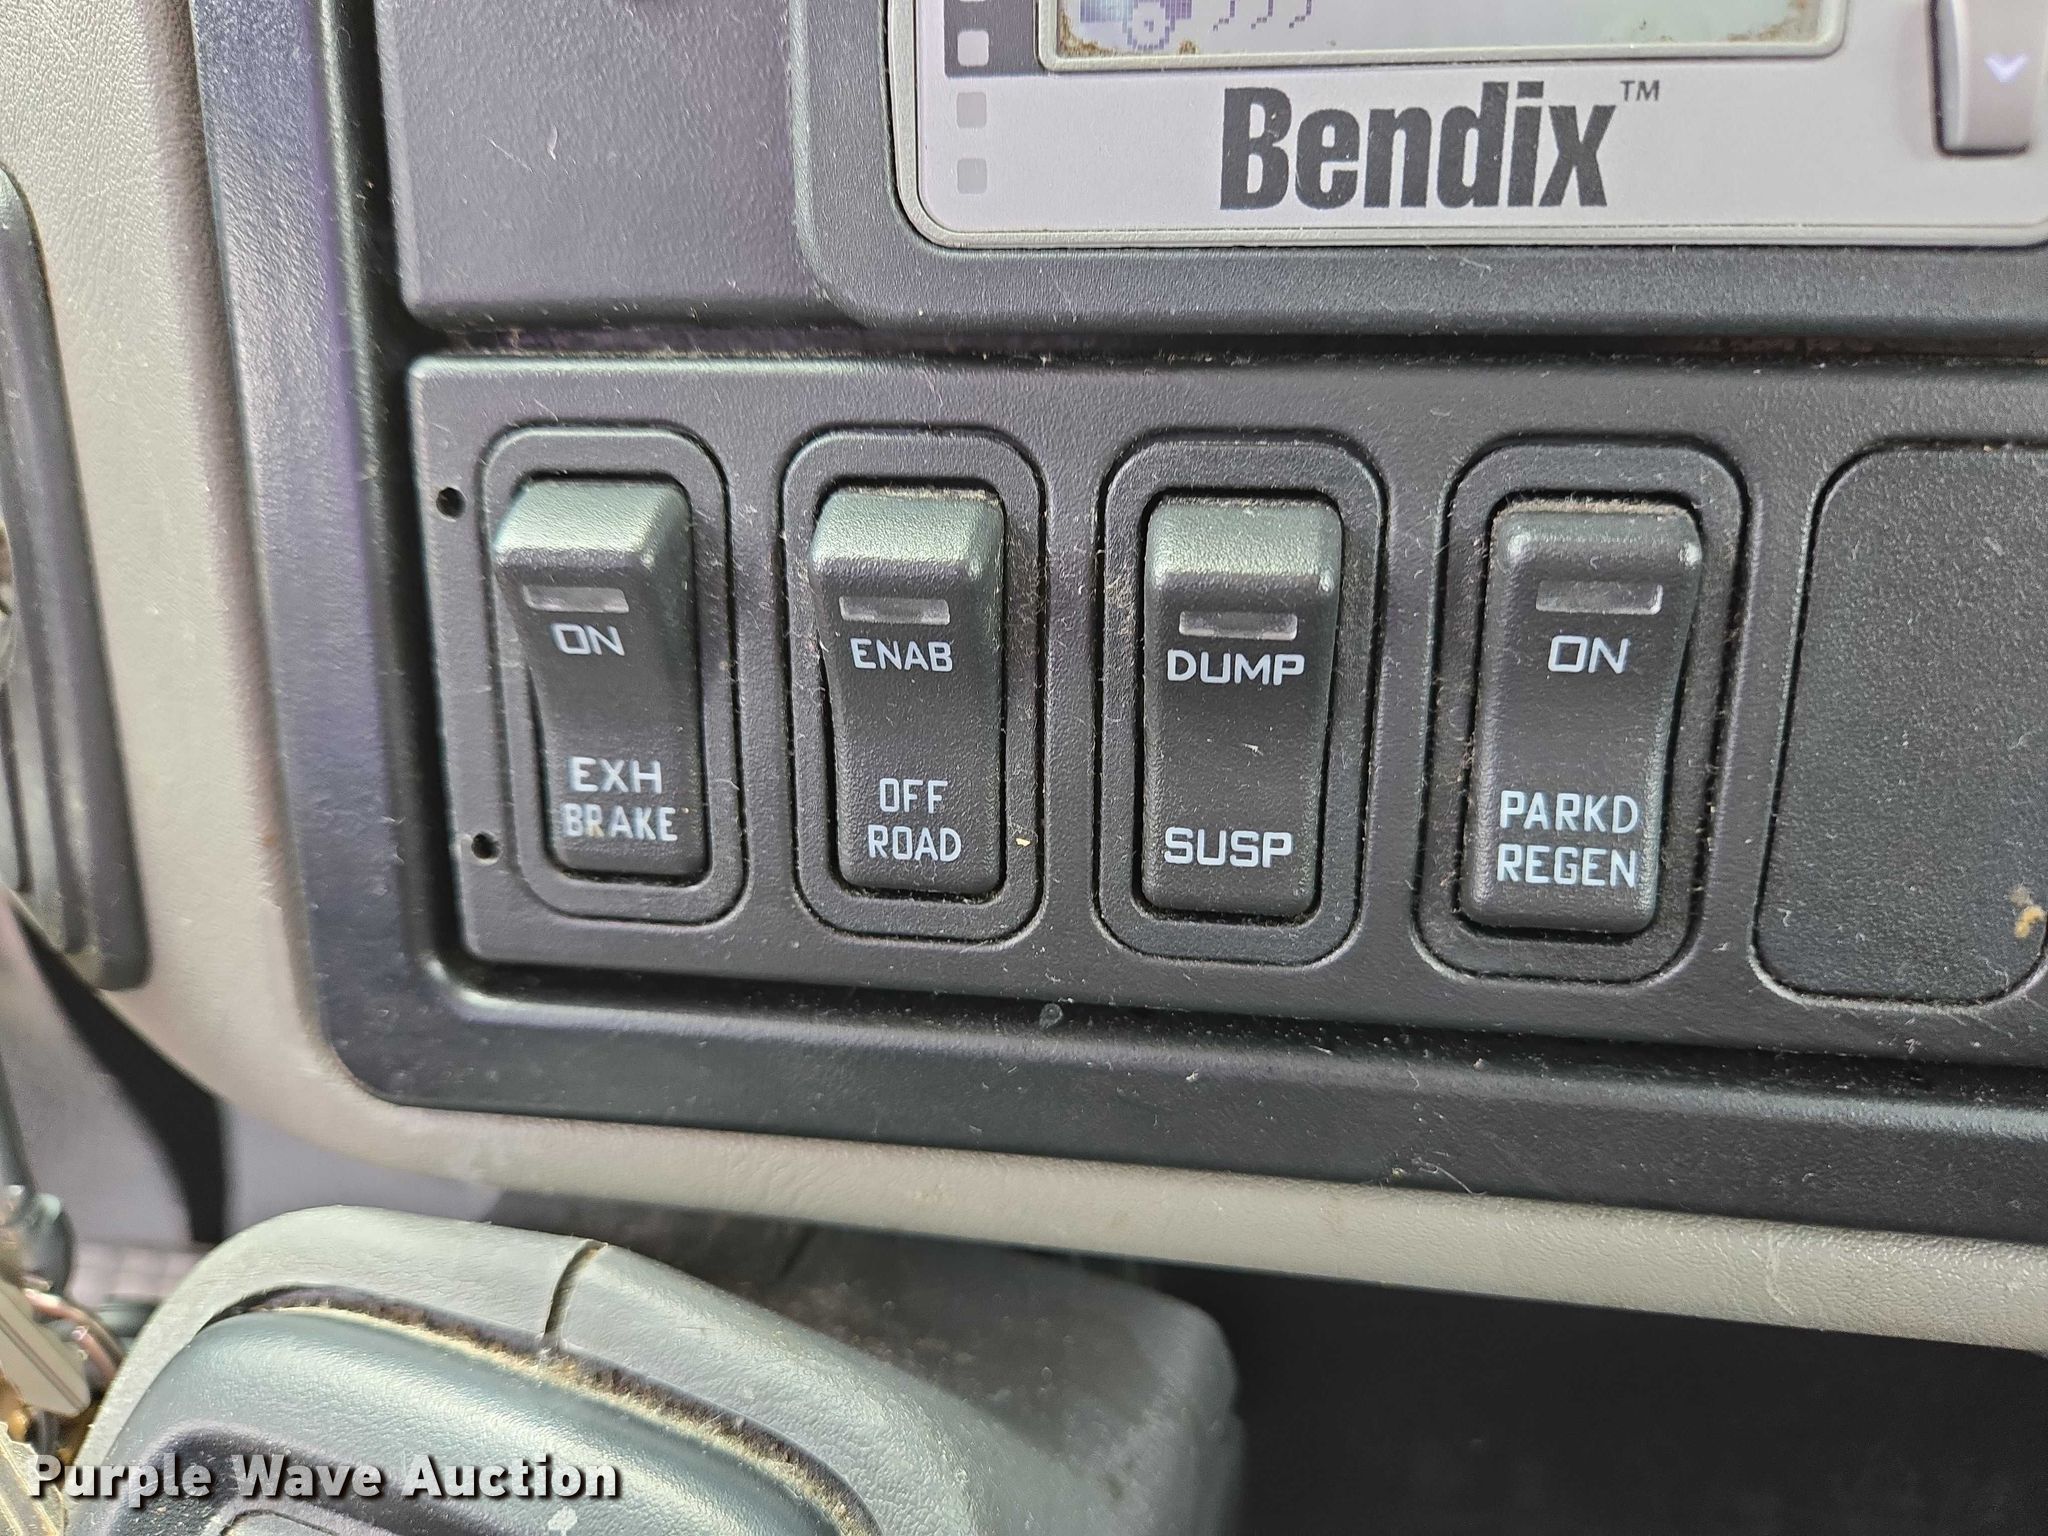 Bendix™
ON
EXH
BRAKE
ENAB
OFF
ROAD
DUMP
SUSP
ON
PARKD
REGEN
Purple Wave Auction